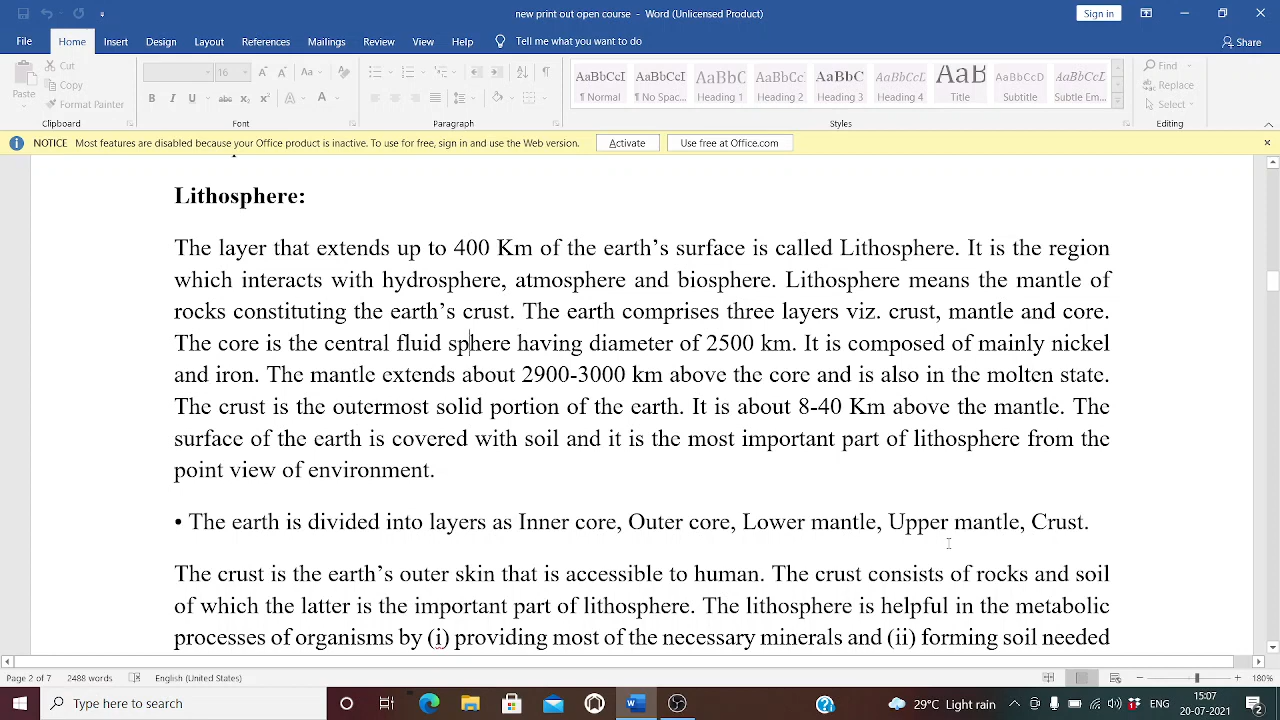 new print out open course - Word (Unlicensed Product)
Sign in
File Home Insert Design Layout References Mailings Review View Help Tell me what you want to do
Share
Cut
Copy
Format Painter
Paste
16
Aa
B I U abc x₂ x² A A
AaBbCcDd AaBbCcDd AaBbC AaBbCc AaBbC AaBbCcDd AaB AaBbCcD AaBbCcDd
¶ Normal ¶ No Spac... Heading 1 Heading 2 Heading 3 Heading 4 Title Subtitle Subtle Em...
Find
Replace
Select
Clipboard Font Paragraph Styles Editing
NOTICE Most features are disabled because your Office product is inactive. To use for free, sign in and use the Web version. Activate Use free at Office.com
Lithosphere:
The layer that extends up to 400 Km of the earth’s surface is called Lithosphere. It is the region
which interacts with hydrosphere, atmosphere and biosphere. Lithosphere means the mantle of
rocks constituting the earth’s crust. The earth comprises three layers viz. crust, mantle and core.
The core is the central fluid sphere having diameter of 2500 km. It is composed of mainly nickel
and iron. The mantle extends about 2900-3000 km above the core and is also in the molten state.
The crust is the outermost solid portion of the earth. It is about 8-40 Km above the mantle. The
surface of the earth is covered with soil and it is the most important part of lithosphere from the
point view of environment.
• The earth is divided into layers as Inner core, Outer core, Lower mantle, Upper mantle, Crust.
The crust is the earth’s outer skin that is accessible to human. The crust consists of rocks and soil
of which the latter is the important part of lithosphere. The lithosphere is helpful in the metabolic
processes of organisms by (i) providing most of the necessary minerals and (ii) forming soil needed
Page 2 of 7 2488 words English (United States) 180%
Type here to search
29°C Light rain
ENG
15:07
20-07-2021
2